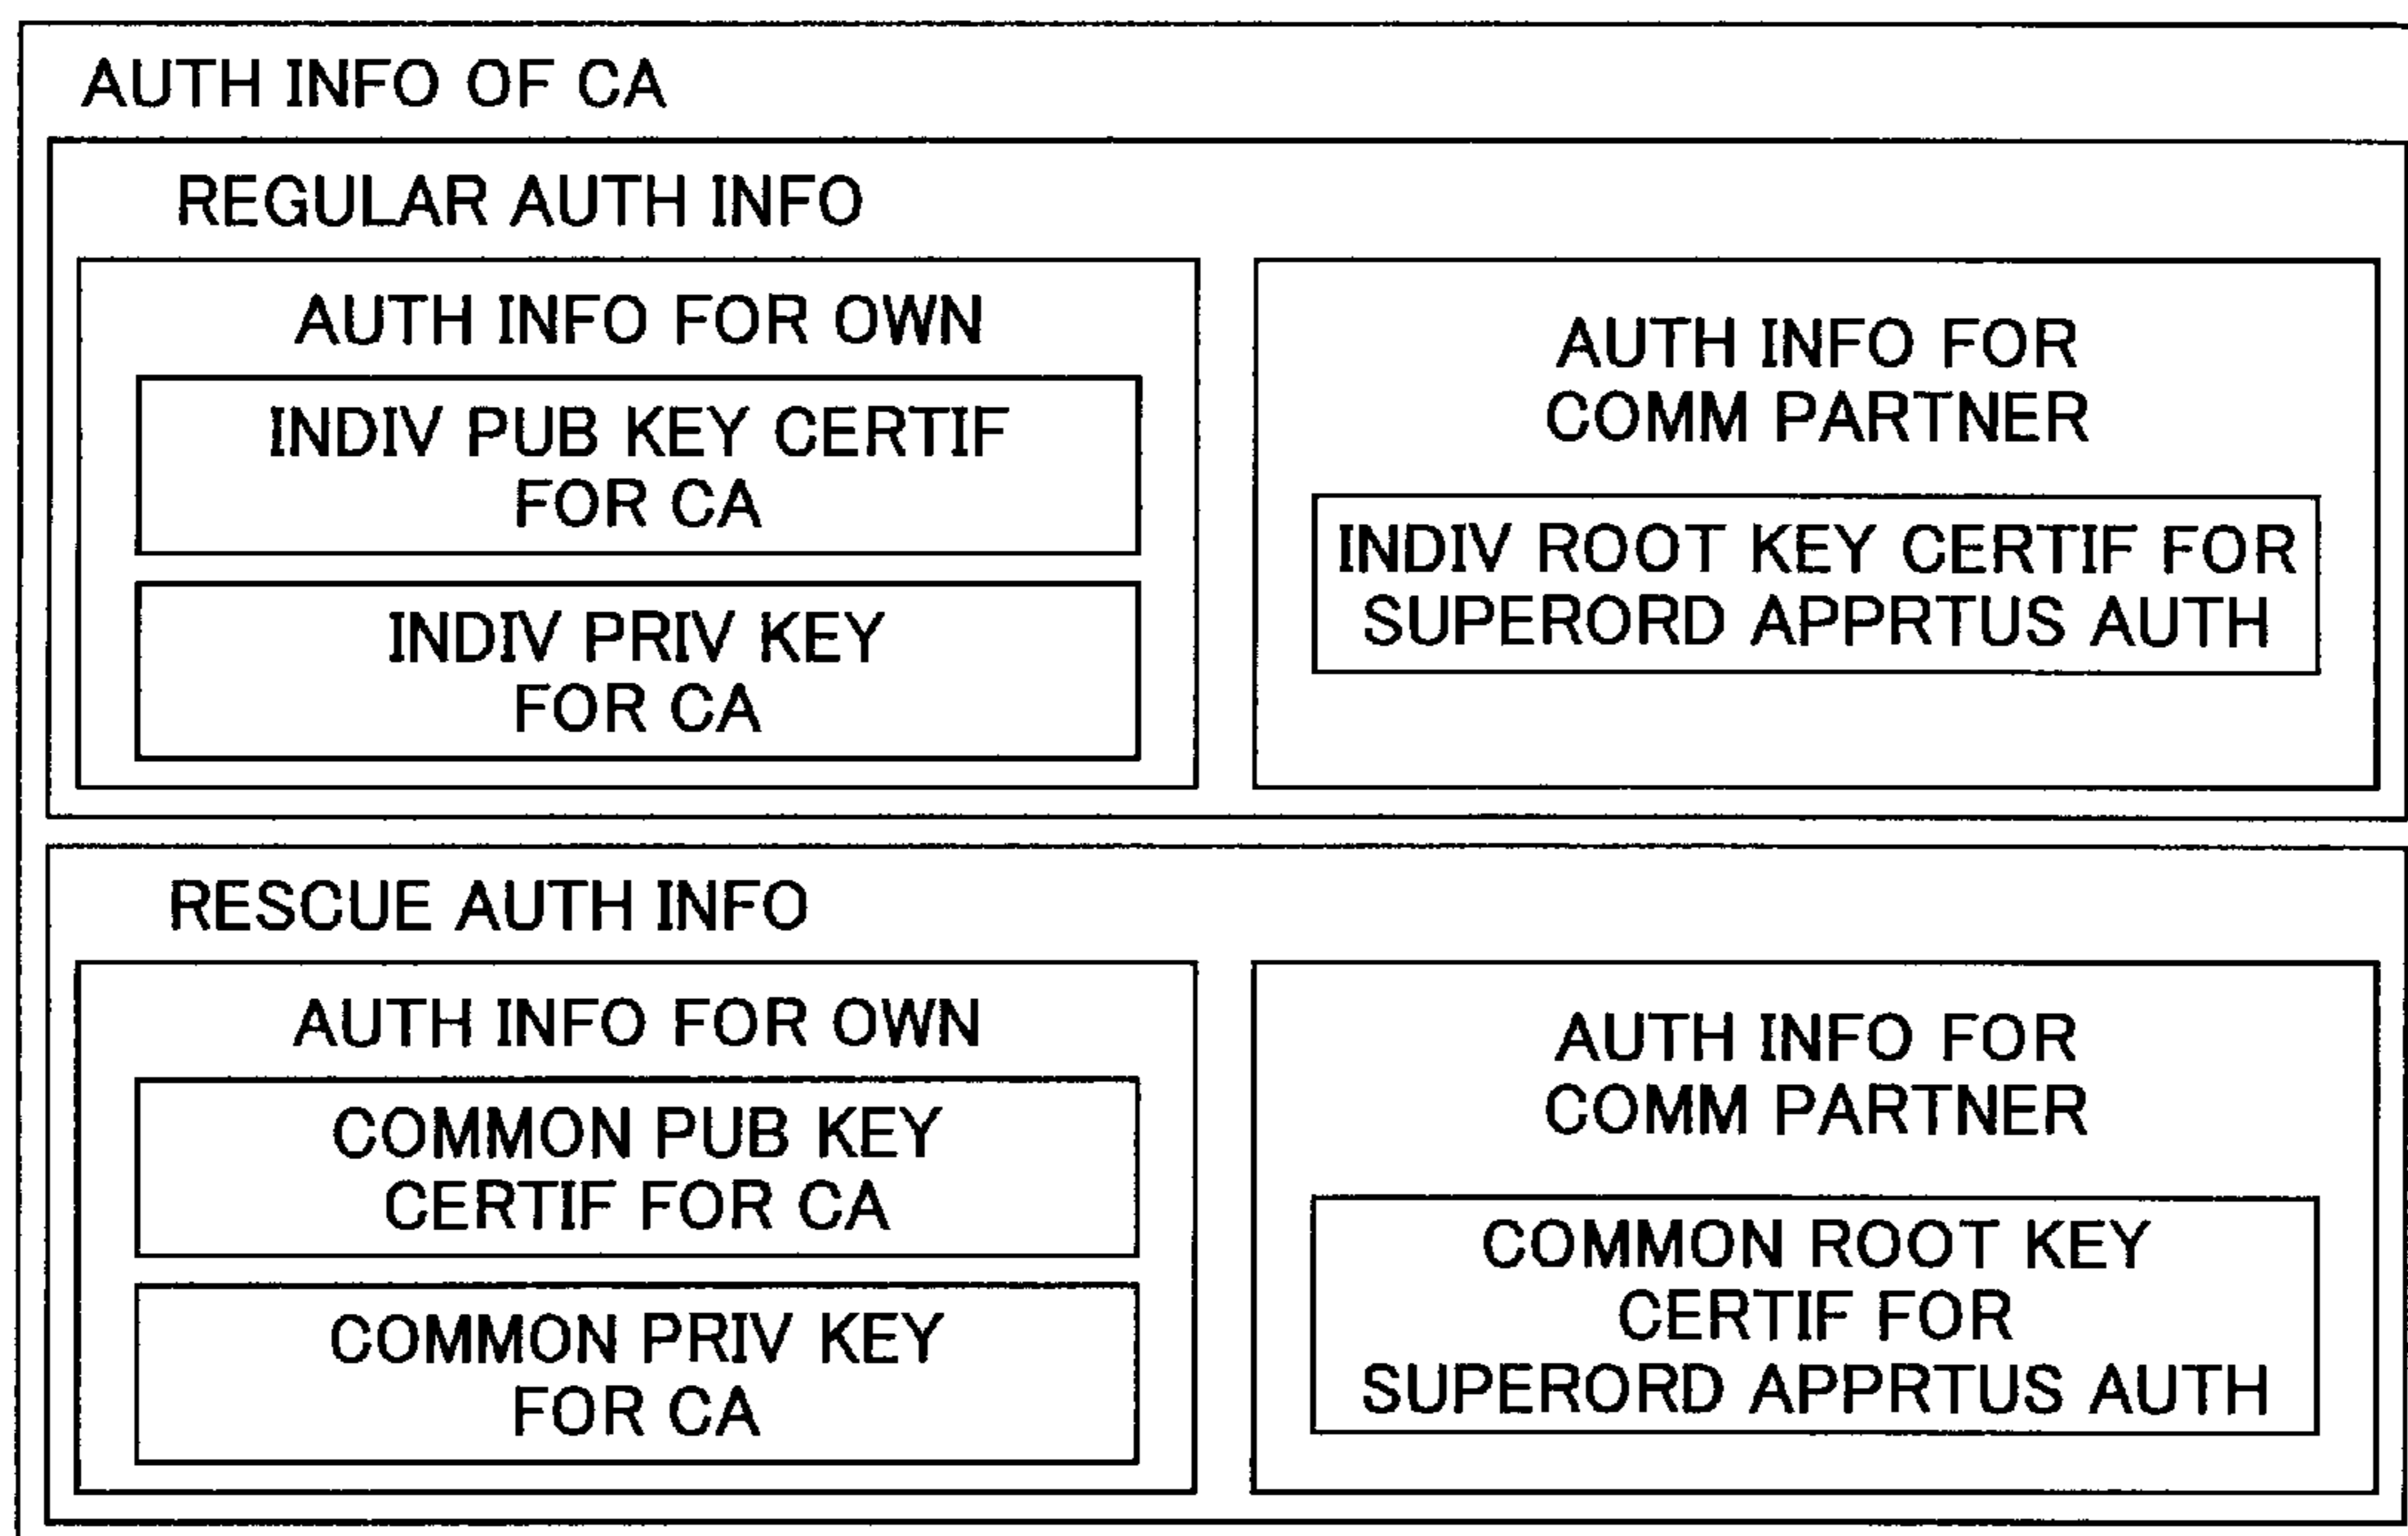 AUTH INFO OF CA
REGULAR AUTH INFO
AUTH INFO FOR OWN
INDIV PUB KEY CERTIF
FOR CA
INDIV PRIV KEY
FOR CA
AUTH INFO FOR
COMM PARTNER
INDIV ROOT KEY CERTIF FOR
SUPERORD APPRTUS AUTH
RESCUE AUTH INFO
AUTH INFO FOR OWN
COMMON PUB KEY
CERTIF FOR CA
COMMON PRIV KEY
FOR CA
AUTH INFO FOR
COMM PARTNER
COMMON ROOT KEY
CERTIF FOR
SUPERORD APPRTUS AUTH